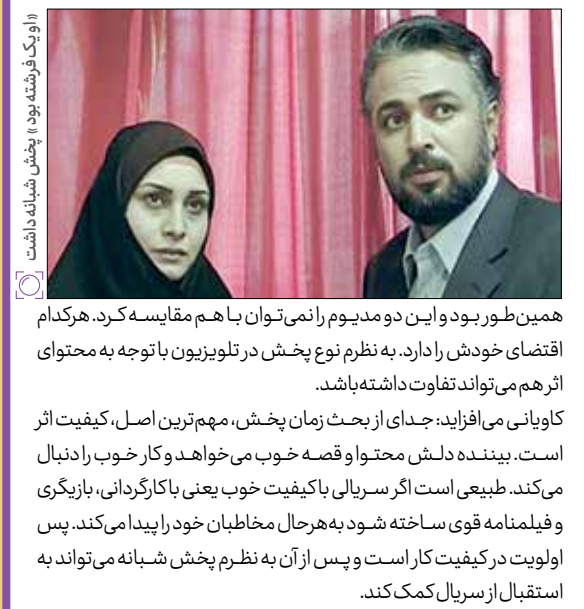 «او یک فرشته بود» پخش شبانه داشت
همین‌طور بود و این دو مدیوم را نمی‌توان با هم مقایسه کرد. هرکدام
اقتضای خودش را دارد. به نظرم نوع پخش در تلویزیون با توجه به محتوای
اثر هم می‌تواند تفاوت داشته‌باشد.
کاویانی می‌افزاید: جدای از بحث زمان پخش، مهم‌ترین اصل، کیفیت اثر
است. بیننده دلش محتوا و قصه خوب می‌خواهد و کار خوب را دنبال
می‌کند. طبیعی است اگر سریالی با کیفیت خوب یعنی با کارگردانی، بازیگری
و فیلمنامه قوی ساخته شود به‌هرحال مخاطبان خود را پیدا می‌کند. پس
اولویت در کیفیت کار است و پس از آن به نظرم پخش شبانه می‌تواند به
استقبال از سریال کمک کند.